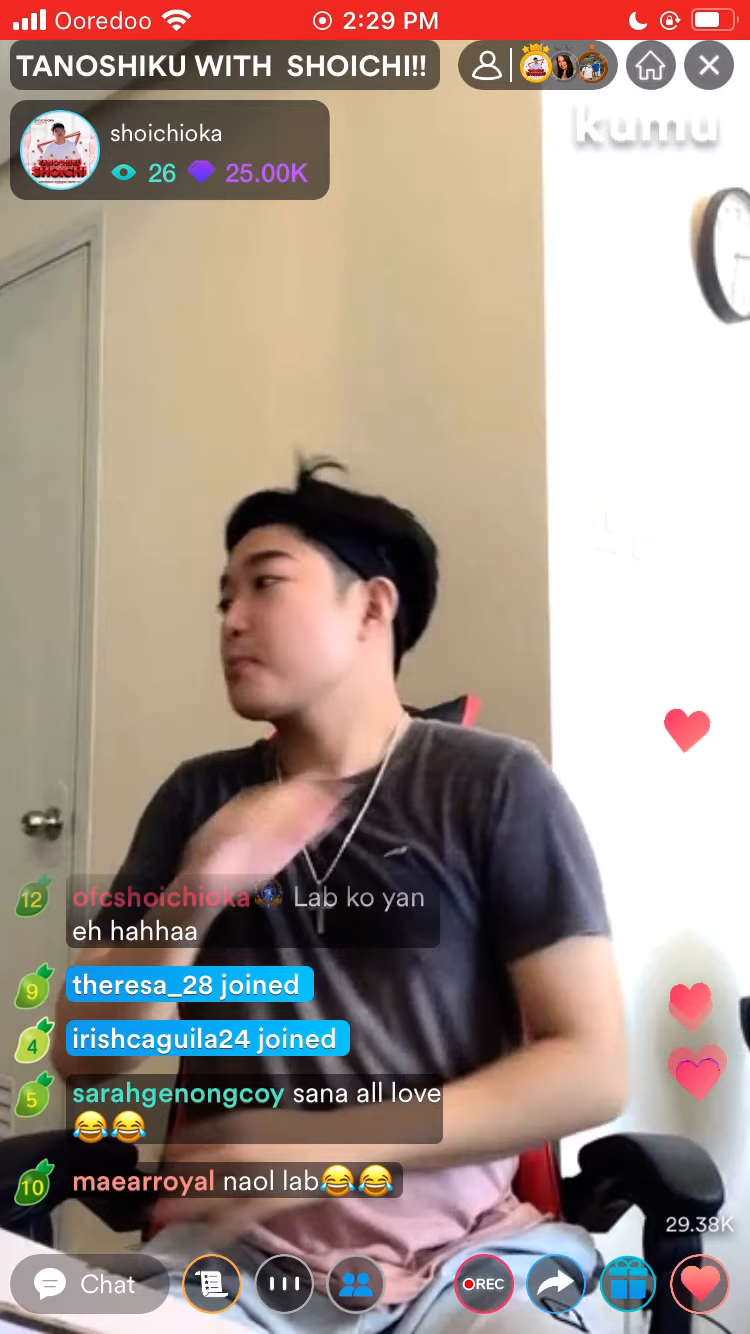 Ooredoo 2:29 PM
TANOSHIKU WITH SHOICHI!!
kumu
shoichioka
26 25.00K
SHOICHI
12 ofcshoichioka Lab ko yan
eh hahhaa
9 theresa_28 joined
4 irishcaguila24 joined
5 sarahgenongcoy sana all love
😂😂
10 maearroyal naol lab😂😂
29.38K
Chat REC